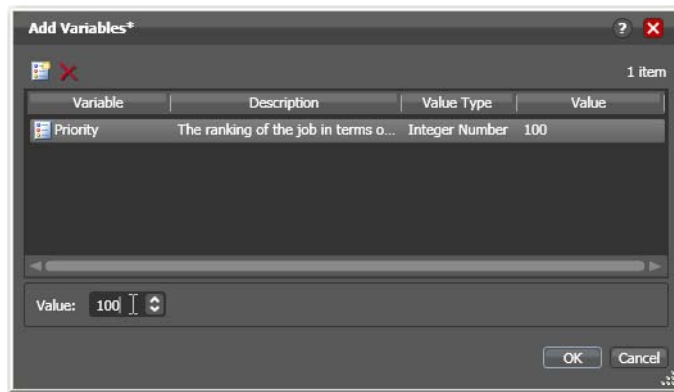 Add Variables*
?
1 item
Variable Description Value Type Value
Priority The ranking of the job in terms o... Integer Number 100
Value: 100
OK Cancel